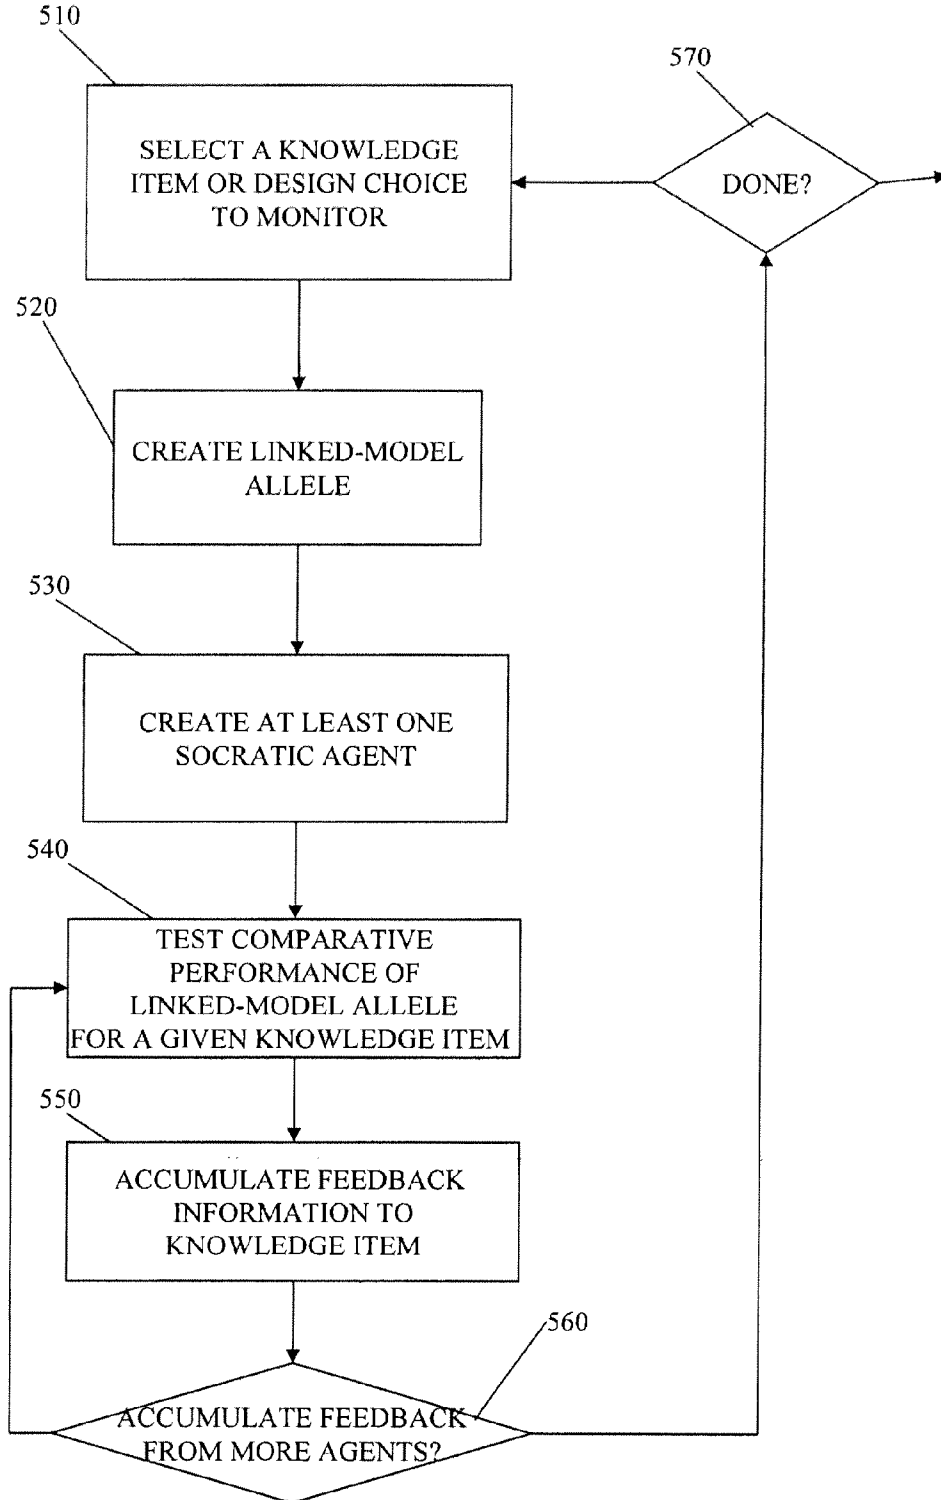 510
570
SELECT A KNOWLEDGE
ITEM OR DESIGN CHOICE
TO MONITOR
DONE?
520
CREATE LINKED-MODEL
ALLELE
530
CREATE AT LEAST ONE
SOCRATIC AGENT
540
TEST COMPARATIVE
PERFORMANCE OF
LINKED-MODEL ALLELE
FOR A GIVEN KNOWLEDGE ITEM
550
ACCUMULATE FEEDBACK
INFORMATION TO
KNOWLEDGE ITEM
560
ACCUMULATE FEEDBACK
FROM MORE AGENTS?